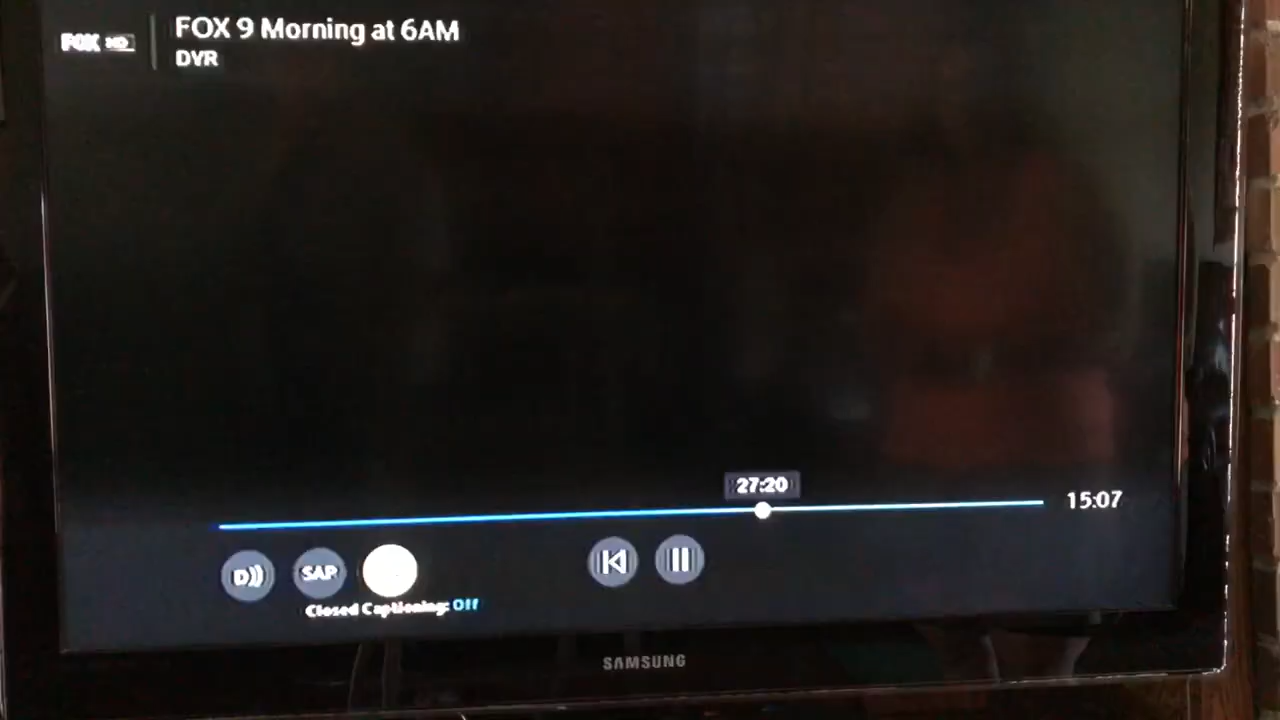 FOX HD
FOX 9 Morning at 6AM
DVR
27:20
15:07
D))
SAP
Closed Captioning: Off
SAMSUNG